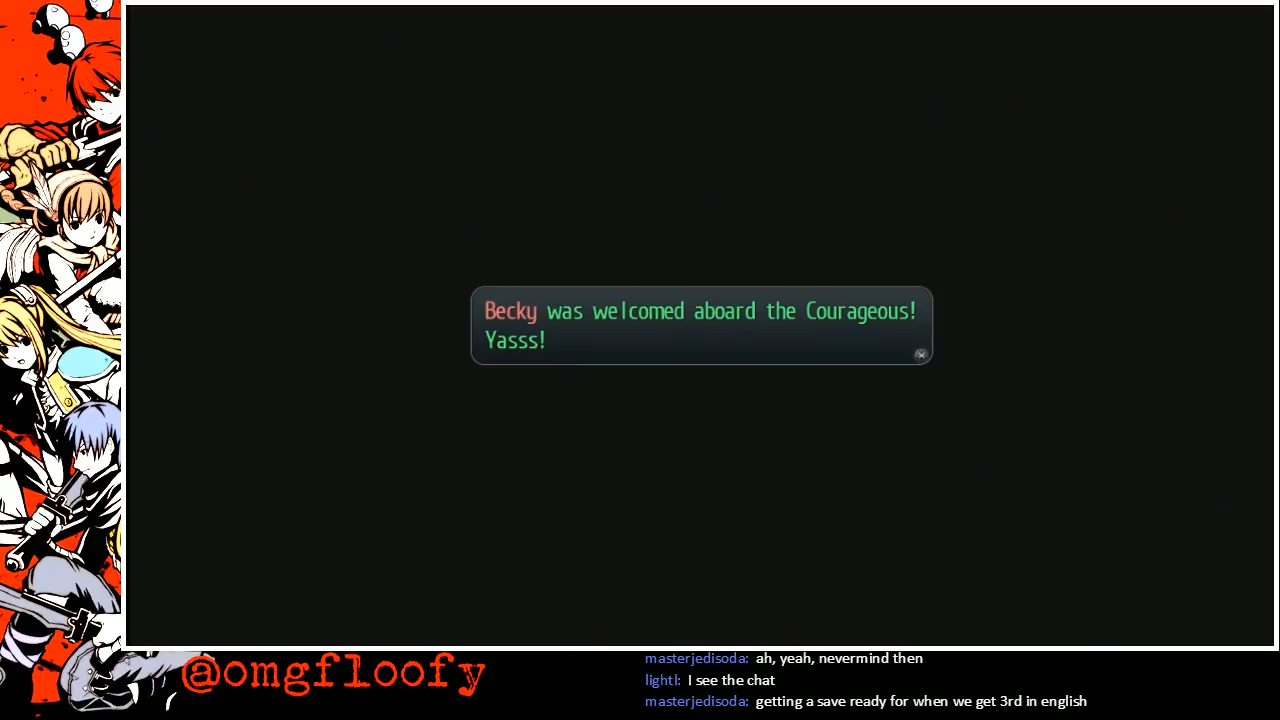 Becky was welcomed aboard the Courageous!
Yasss!
@omgfloofy
masterjedisoda: ah, yeah, nevermind then
lightl: I see the chat
masterjedisoda: getting a save ready for when we get 3rd in english